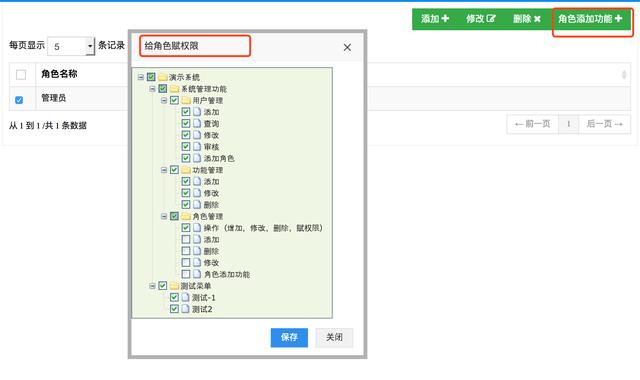 添加 修改 删除 角色添加功能
每页显示 5 条记录
给角色赋权限
角色名称
管理员
从 1 到 1 /共 1 条数据
← 前一页 1 后一页 →
演示系统
系统管理功能
用户管理
添加
查询
修改
审核
添加角色
功能管理
添加
修改
删除
角色管理
操作（增加，修改，删除，赋权限）
添加
删除
修改
角色添加功能
测试菜单
测试-1
测试2
保存 关闭